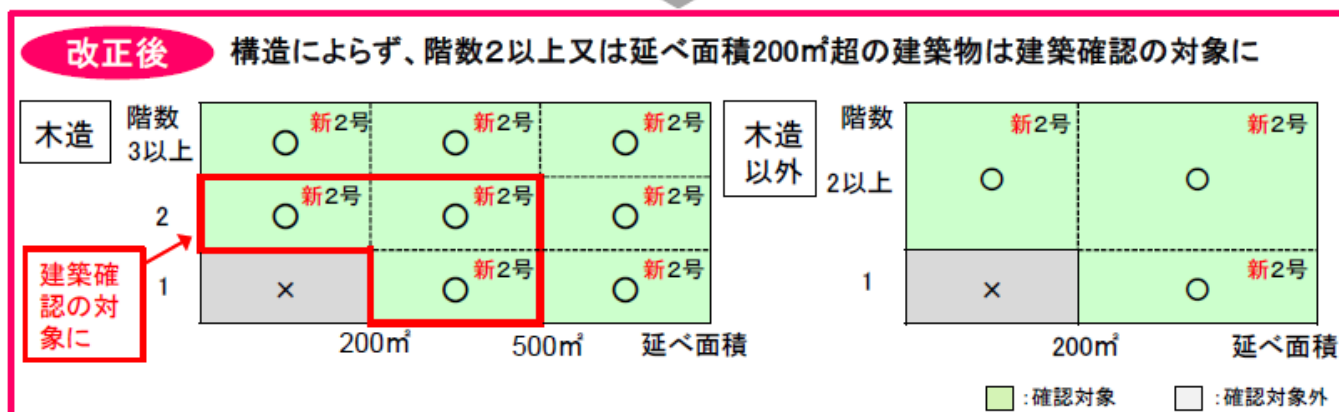 改正後 構造によらず、階数2以上又は延べ面積200㎡超の建築物は建築確認の対象に
木造
階数
3以上
○ 新2号 ○ 新2号 ○ 新2号
2
○ 新2号 ○ 新2号 ○ 新2号
1
× ○ 新2号 ○ 新2号
200㎡ 500㎡ 延べ面積
建築確
認の対
象に
木造
以外
階数
2以上
○ 新2号 ○ 新2号
1
× ○ 新2号
200㎡ 延べ面積
:確認対象 :確認対象外